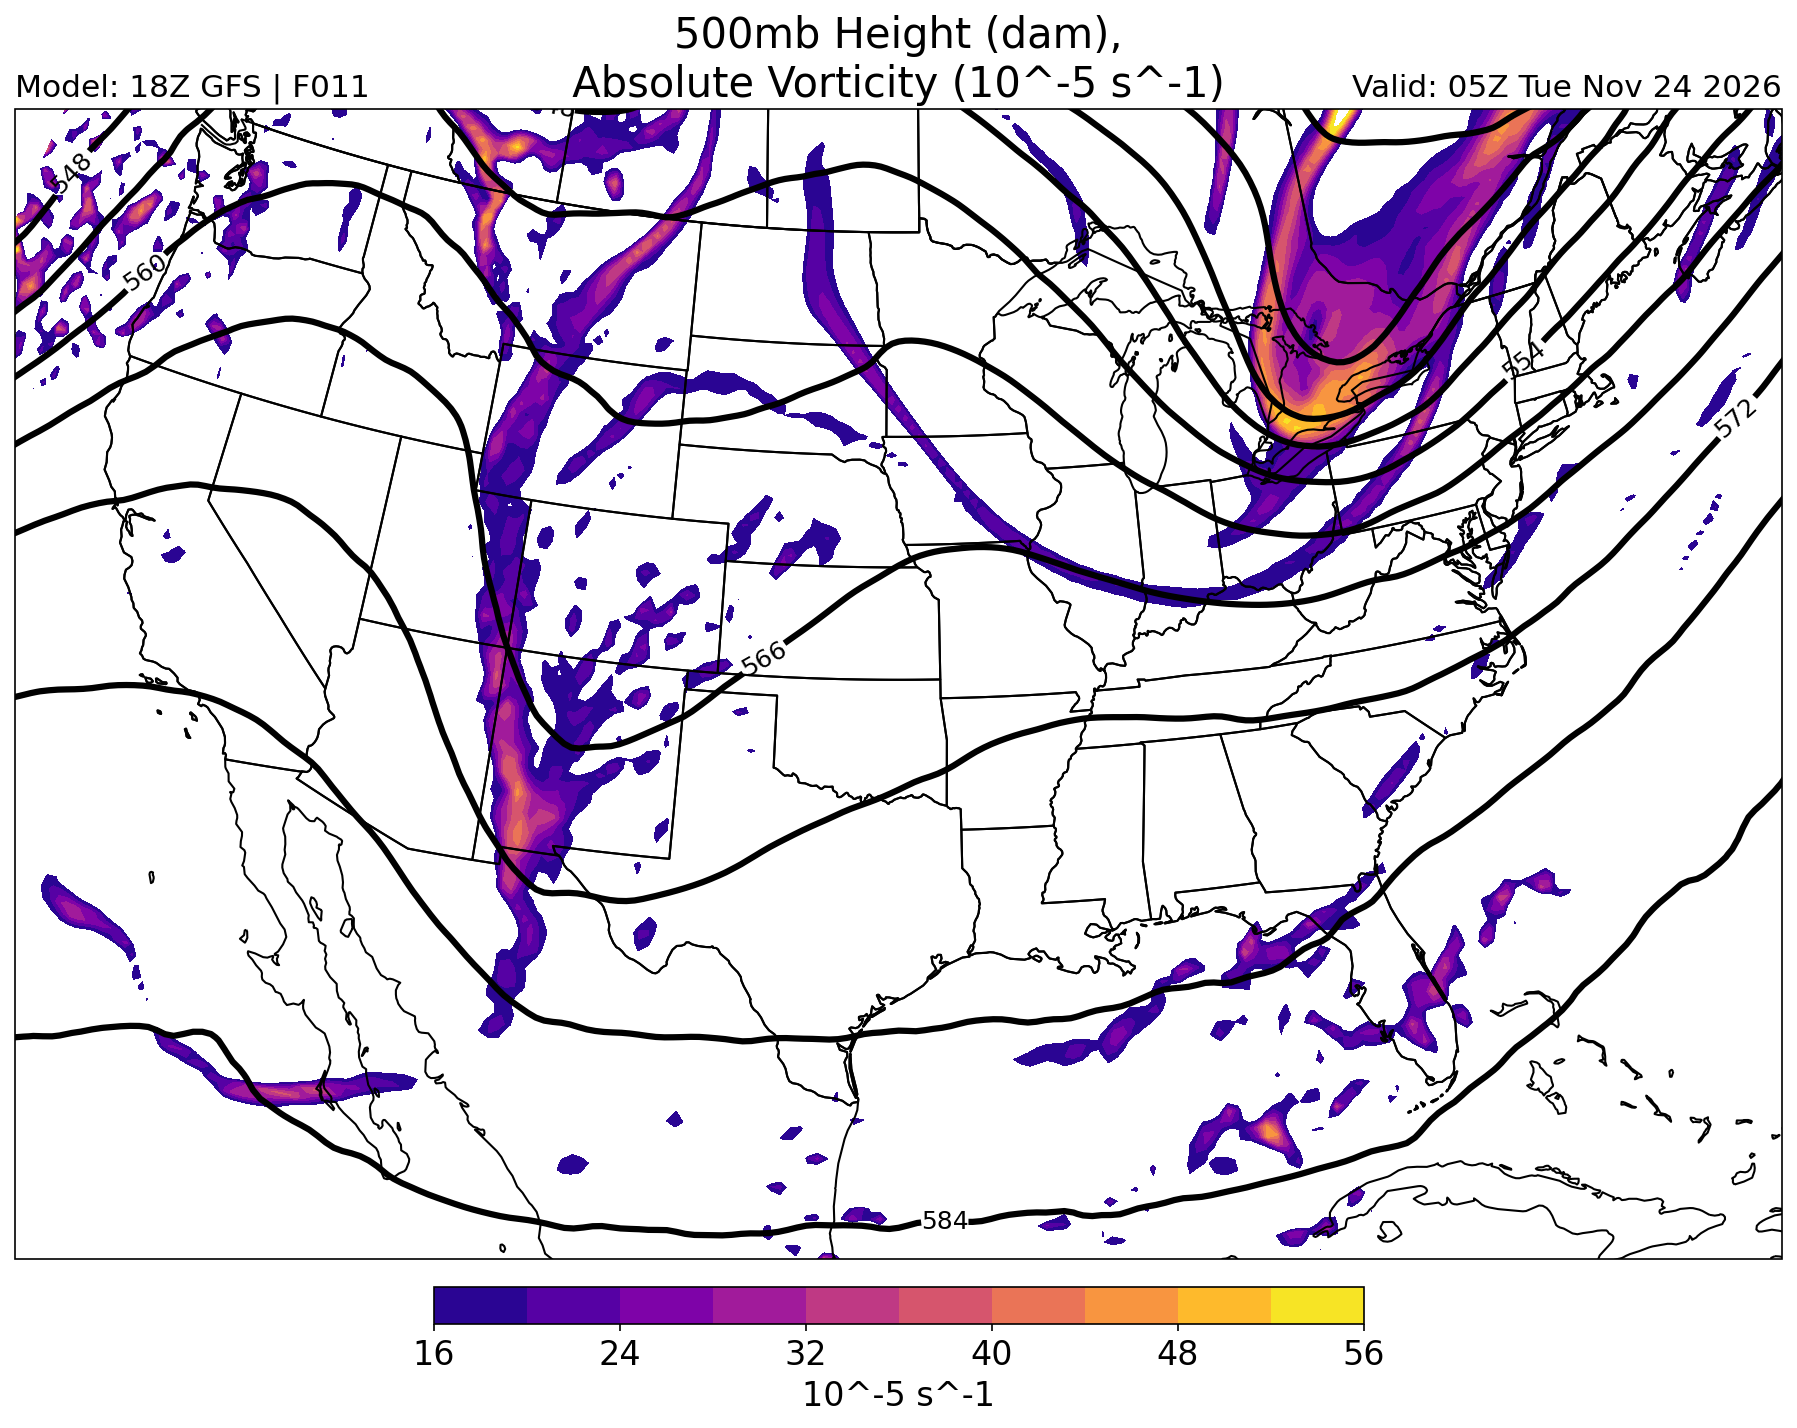 500mb Height (dam),
Model: 18Z GFS | F011
Absolute Vorticity (10^-5 s^-1)
Valid: 05Z Tue Nov 24 2026
548
560
554
572
566
584
16 24 32 40 48 56
10^-5 s^-1